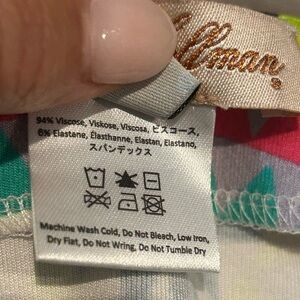 llman
94% Viscose, Viskose, Viscosa, ビスコース,
6% Elastane, Élasthanne, Elastan, Elastano,
スパンデックス
Machine Wash Cold, Do Not Bleach, Low Iron,
Dry Flat, Do Not Wring, Do Not Tumble Dry